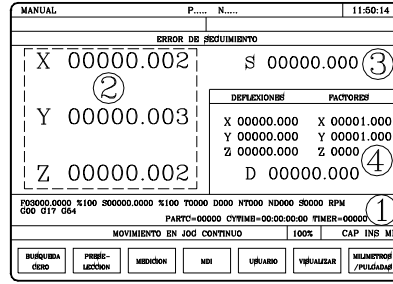 MANUAL P..... N..... 11:50:14
ERROR DE SEGUIMIENTO
X 00000.002
S 00000.000 3
2
DEFLEXIONES FACTORES
Y 00000.003
X 00000.000 X 00001.000
Y 00000.000 Y 00001.000
Z 00000.000 Z 0000
4
Z 00000.002
D 00000.000
F03000.0000 %100 S00000.0000 %100 T0000 D000 NT000 ND000 S0000 RPM
G00 G17 G54
1
PARTC=00000 CYTIME=00:00:00:00 TIMER=00000
MOVIMIENTO EN JOG CONTINUO 100% CAP INS M
BUSQUEDA CERO
PRESE-LECCION
MEDICION
MDI
USUARIO
VISUALIZAR
MILIMETROS /PULGADAS